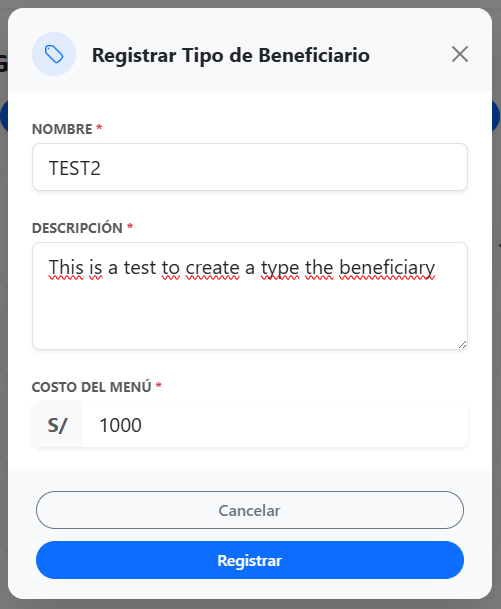 Registrar Tipo de Beneficiario
NOMBRE *
TEST2
DESCRIPCIÓN *
This is a test to create a type the beneficiary
COSTO DEL MENÚ *
S/ 1000
Cancelar
Registrar